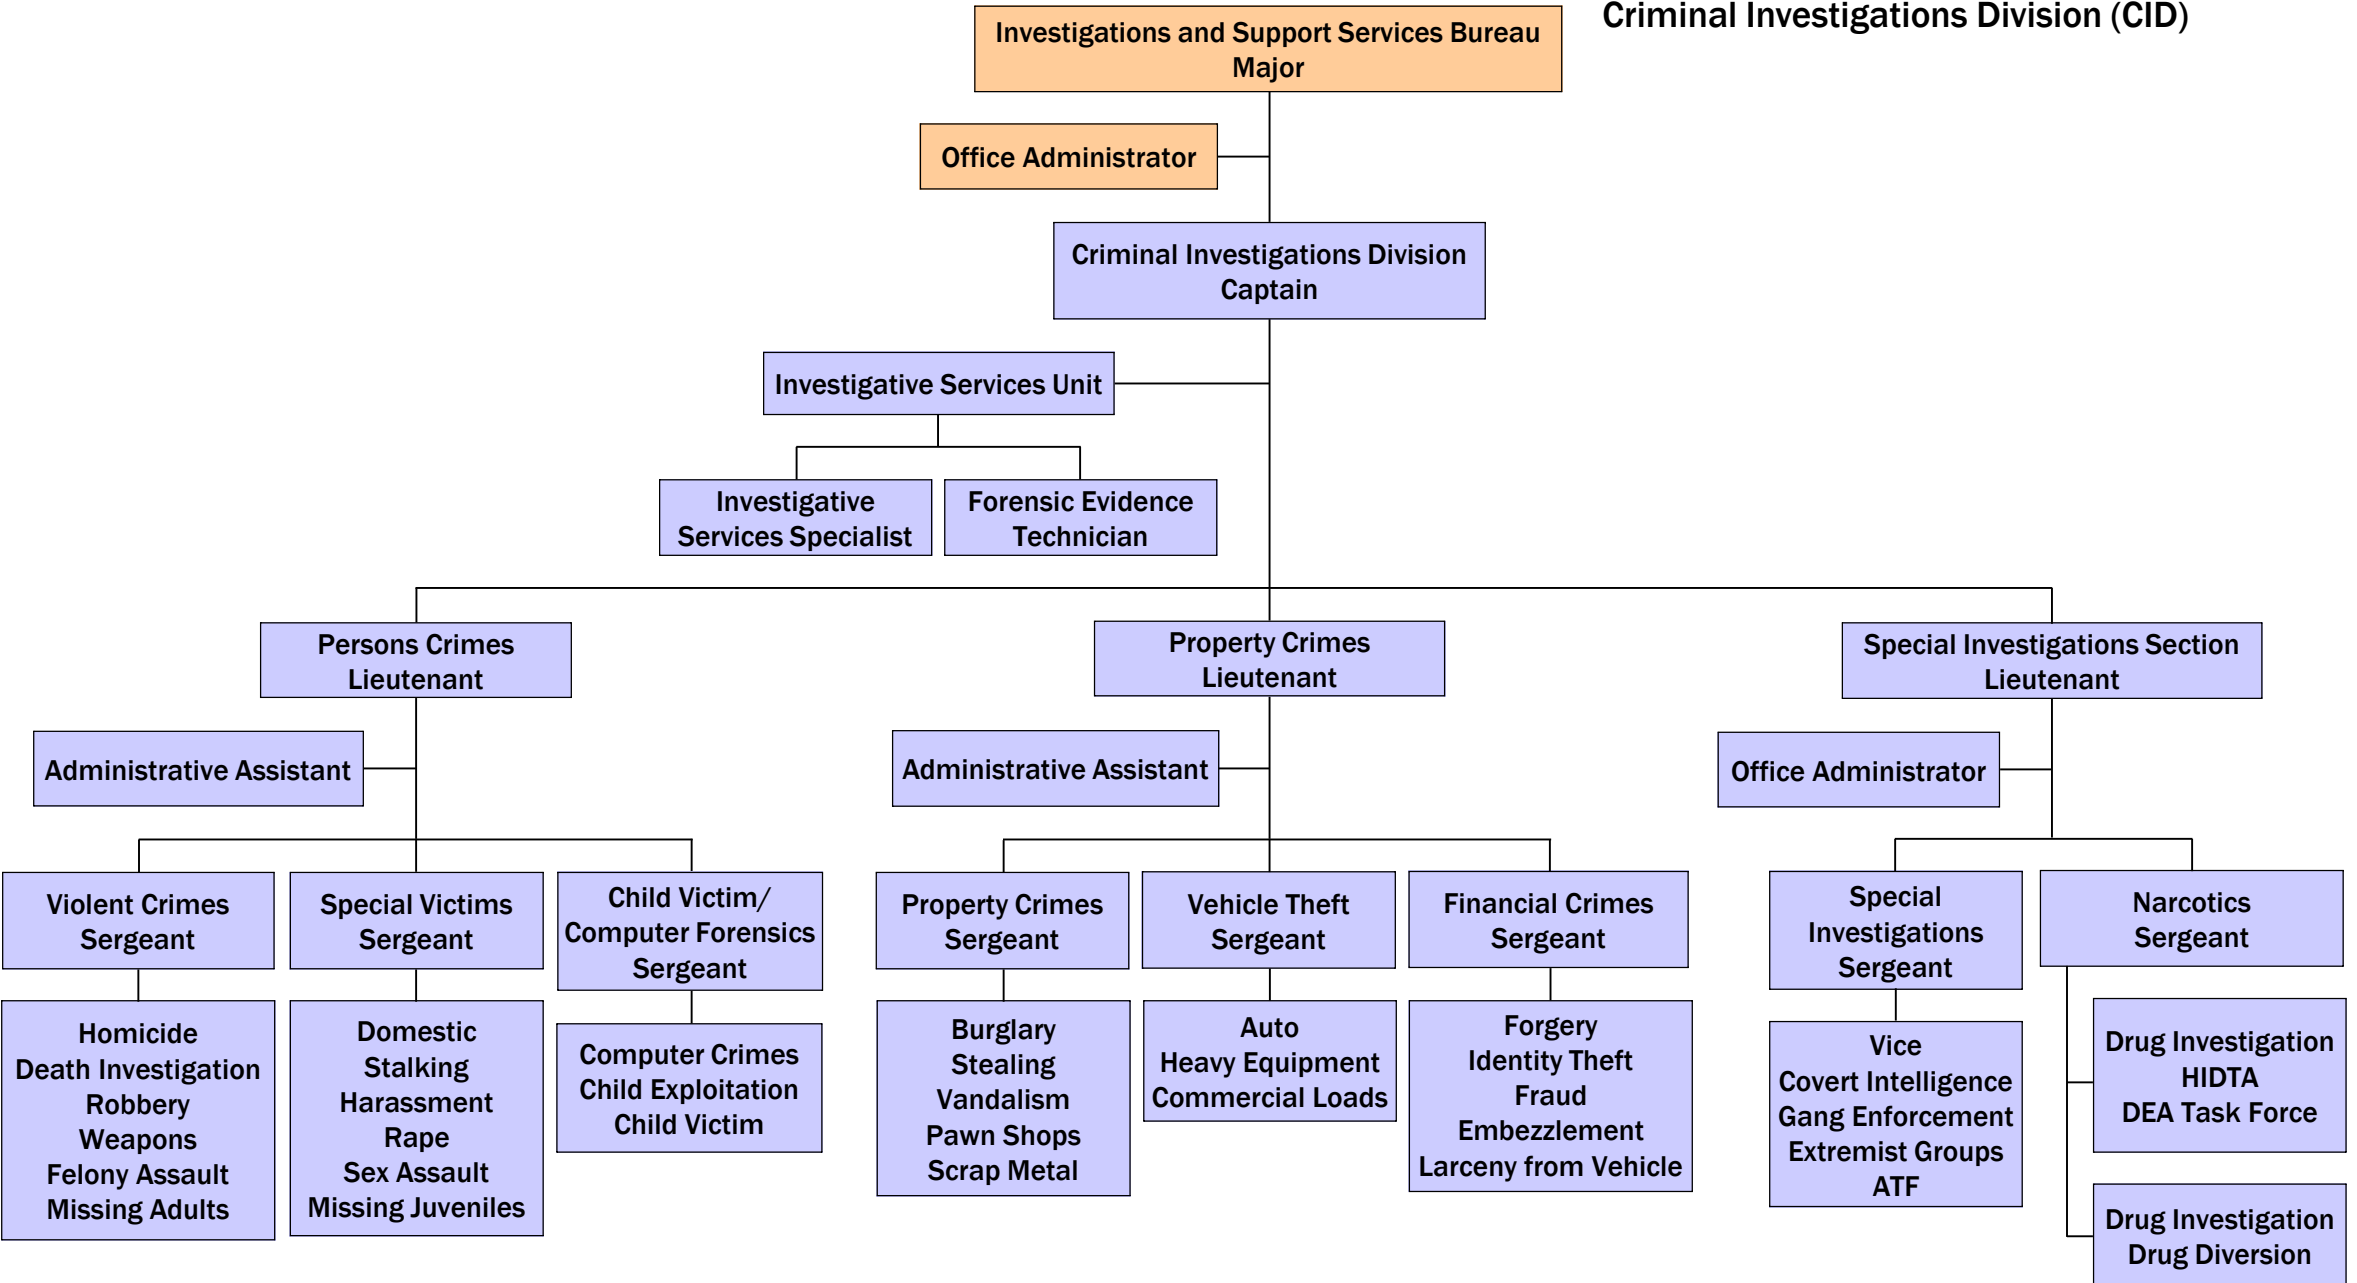 Criminal Investigations Division (CID)
Investigations and Support Services Bureau
Major
Office Administrator
Criminal Investigations Division
Captain
Investigative Services Unit
Investigative
Services Specialist
Forensic Evidence
Technician
Persons Crimes
Lieutenant
Property Crimes
Lieutenant
Special Investigations Section
Lieutenant
Administrative Assistant
Administrative Assistant
Office Administrator
Violent Crimes
Sergeant
Special Victims
Sergeant
Child Victim/
Computer Forensics
Sergeant
Property Crimes
Sergeant
Vehicle Theft
Sergeant
Financial Crimes
Sergeant
Special
Investigations
Sergeant
Narcotics
Sergeant
Homicide
Death Investigation
Robbery
Weapons
Felony Assault
Missing Adults
Domestic
Stalking
Harassment
Rape
Sex Assault
Missing Juveniles
Computer Crimes
Child Exploitation
Child Victim
Burglary
Stealing
Vandalism
Pawn Shops
Scrap Metal
Auto
Heavy Equipment
Commercial Loads
Forgery
Identity Theft
Fraud
Embezzlement
Larceny from Vehicle
Vice
Covert Intelligence
Gang Enforcement
Extremist Groups
ATF
Drug Investigation
HIDTA
DEA Task Force
Drug Investigation
Drug Diversion